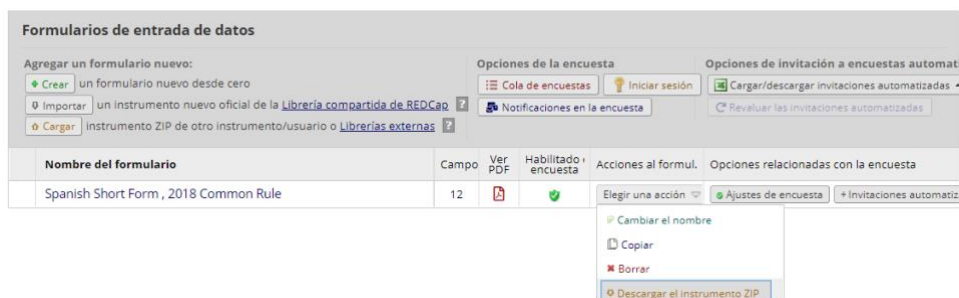 Formularios de entrada de datos
Agregar un formulario nuevo:
Crear un formulario nuevo desde cero
Importar un instrumento nuevo oficial de la Librería compartida de REDCap ?
Cargar instrumento ZIP de otro instrumento/usuario o Librerías externas ?
Opciones de la encuesta
Cola de encuestas Iniciar sesión
Notificaciones en la encuesta
Opciones de invitación a encuestas automati
Cargar/descargar invitaciones automatizadas
Revaluar las invitaciones automatizadas
Nombre del formulario Campo Ver PDF Habilitado encuesta Acciones al formul. Opciones relacionadas con la encuesta
Spanish Short Form , 2018 Common Rule 12 Elegir una acción Ajustes de encuesta +Invitaciones automatiz
Cambiar el nombre
Copiar
Borrar
Descargar el instrumento ZIP